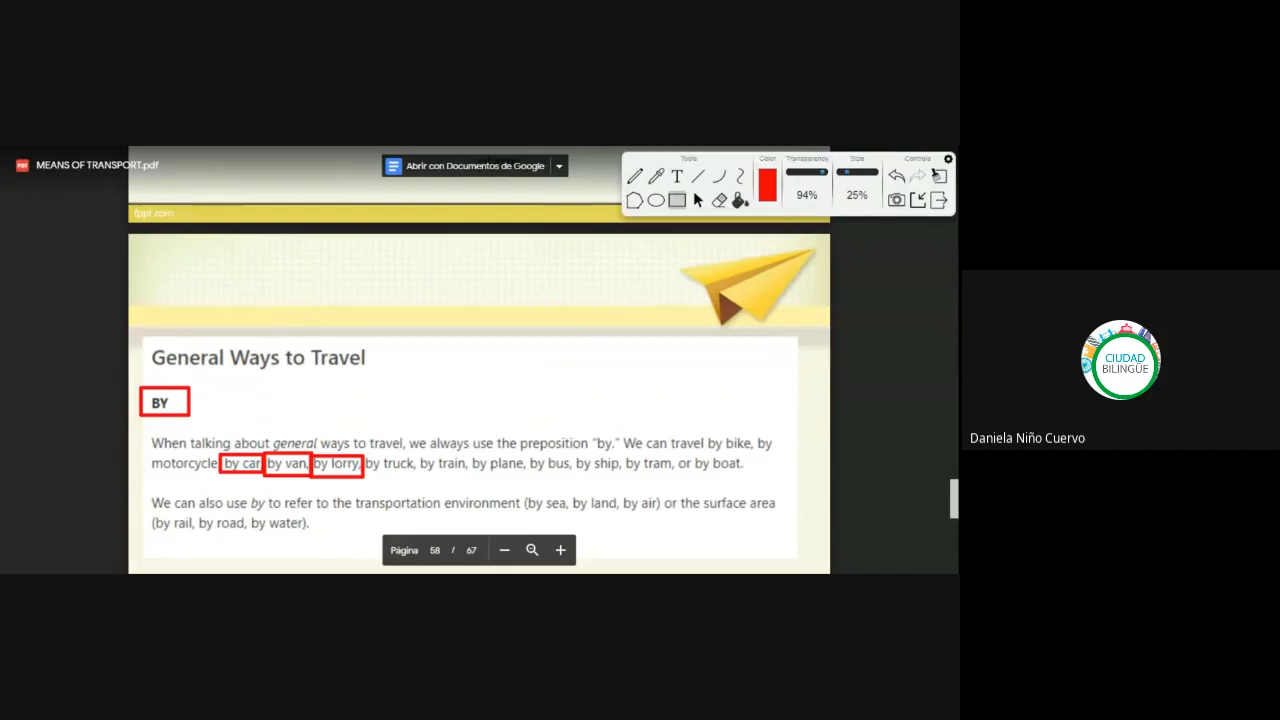 MEANS OF TRANSPORT.pdf
PDF
Abrir con Documentos de Google
Tools
Color
Transparency
Size
Controls
T
94%
25%
fppt.com
General Ways to Travel
BY
When talking about general ways to travel, we always use the preposition "by." We can travel by bike, by
motorcycle, by car, by van, by lorry, by truck, by train, by plane, by bus, by ship, by tram, or by boat.
We can also use by to refer to the transportation environment (by sea, by land, by air) or the surface area
(by rail, by road, by water).
Página 58 / 67
CIUDAD
BILINGÜE
Daniela Niño Cuervo